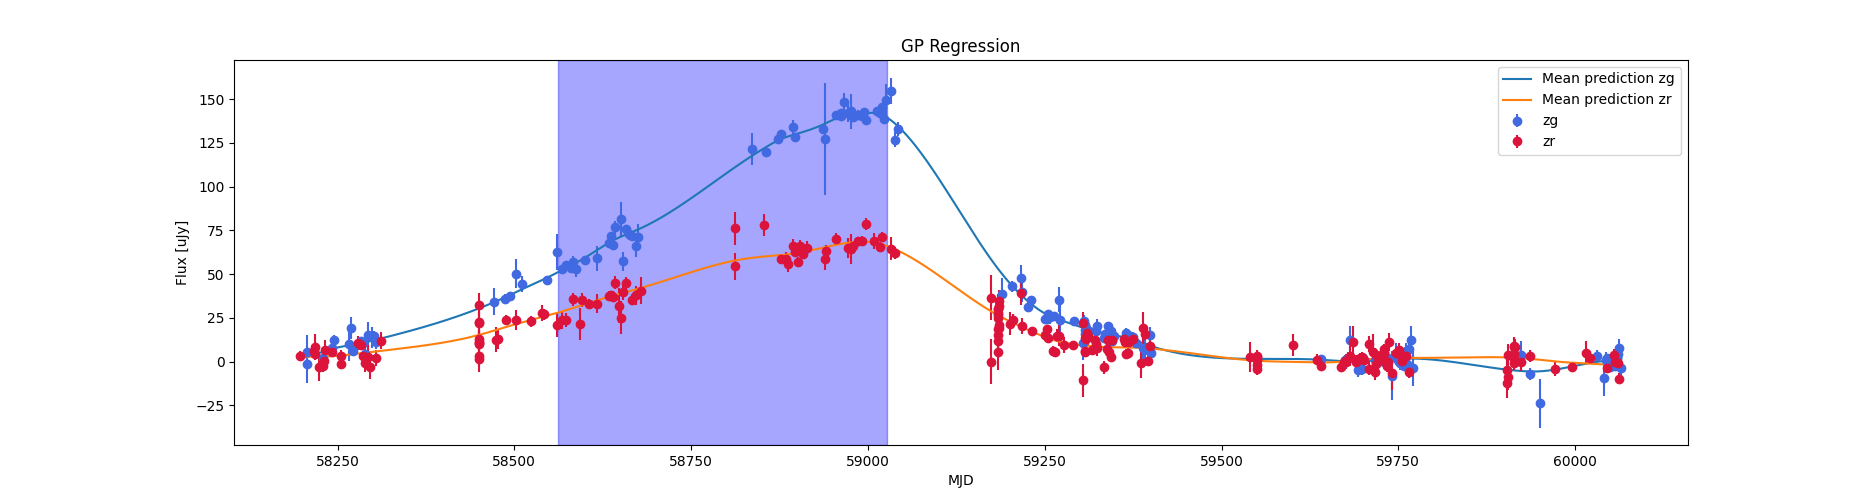 GP Regression
Mean prediction zg
Mean prediction zr
zg
zr
Flux [uJy]
150
125
100
75
50
25
0
−25
58250 58500 58750 59000 59250 59500 59750 60000
MJD